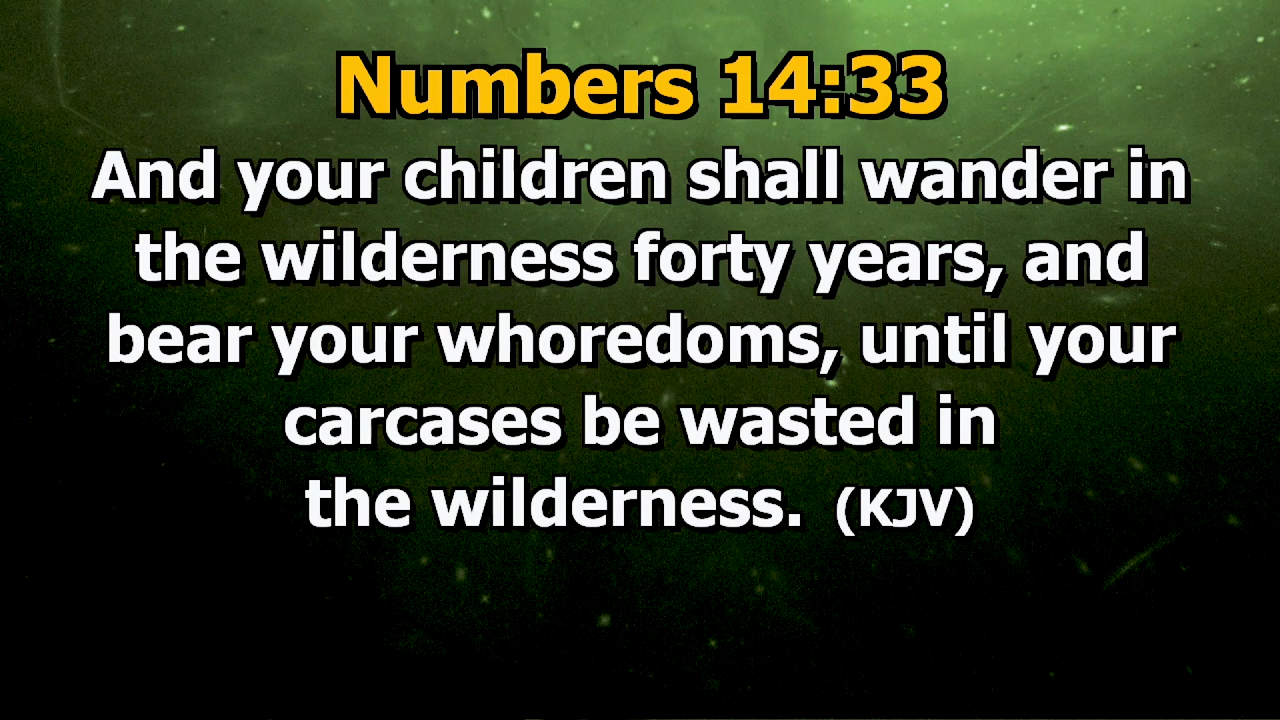 Numbers 14:33
And your children shall wander in
the wilderness forty years, and
bear your whoredoms, until your
carcases be wasted in
the wilderness. (KJV)